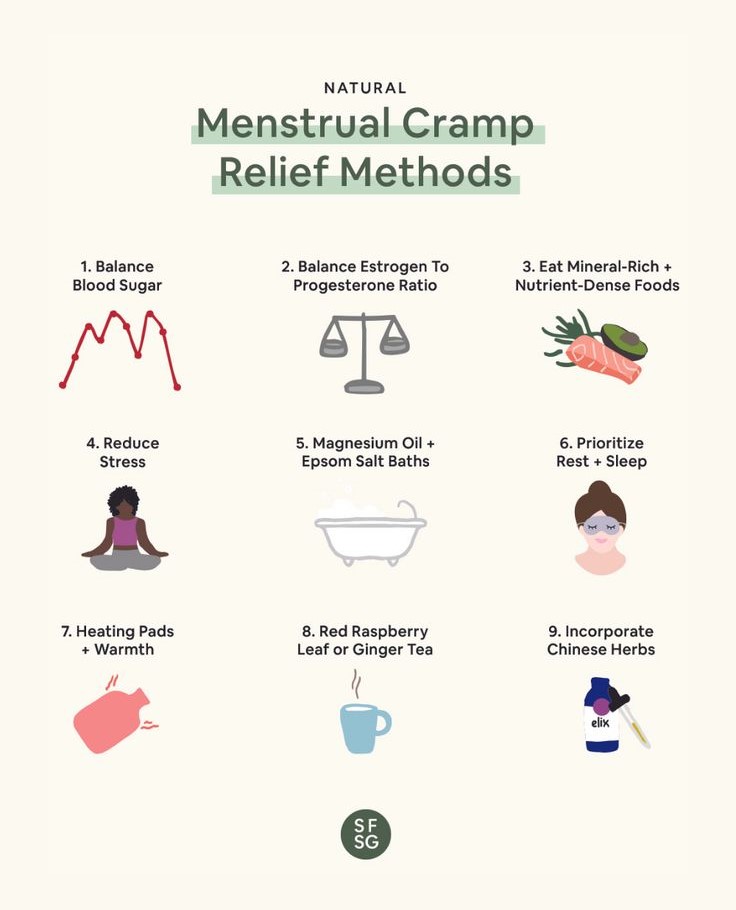 NATURAL
Menstrual Cramp
Relief Methods
1. Balance
Blood Sugar
2. Balance Estrogen To
Progesterone Ratio
3. Eat Mineral-Rich +
Nutrient-Dense Foods
4. Reduce
Stress
5. Magnesium Oil +
Epsom Salt Baths
6. Prioritize
Rest + Sleep
7. Heating Pads
+ Warmth
8. Red Raspberry
Leaf or Ginger Tea
9. Incorporate
Chinese Herbs
elix
SF
SG